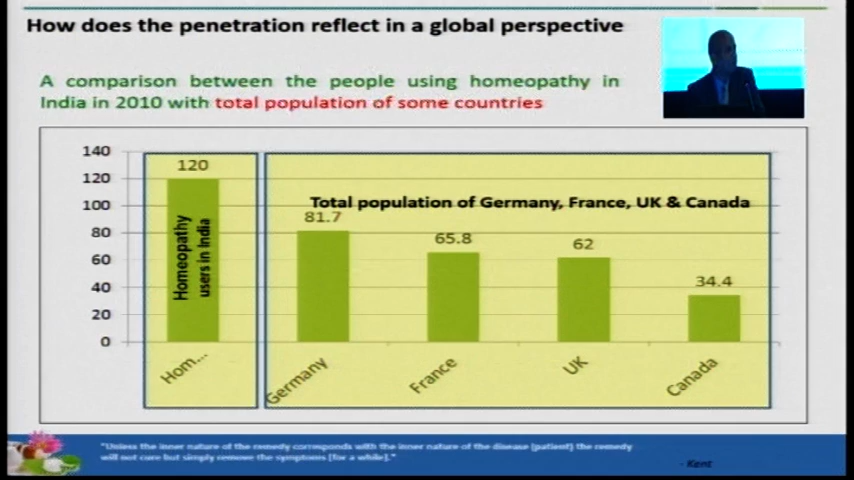 How does the penetration reflect in a global perspective
A comparison between the people using homeopathy in
India in 2010 with total population of some countries
140
120
100
80
60
40
20
0
120
Homeopathy
users in India
Total population of Germany, France, UK & Canada
81.7
65.8
62
34.4
Hom...
Germany
France
UK
Canada
"Unless the inner nature of the remedy corresponds with the inner nature of the disease [patient] the remedy
will not cure but simply remove the symptoms [for a while]."
- Kent